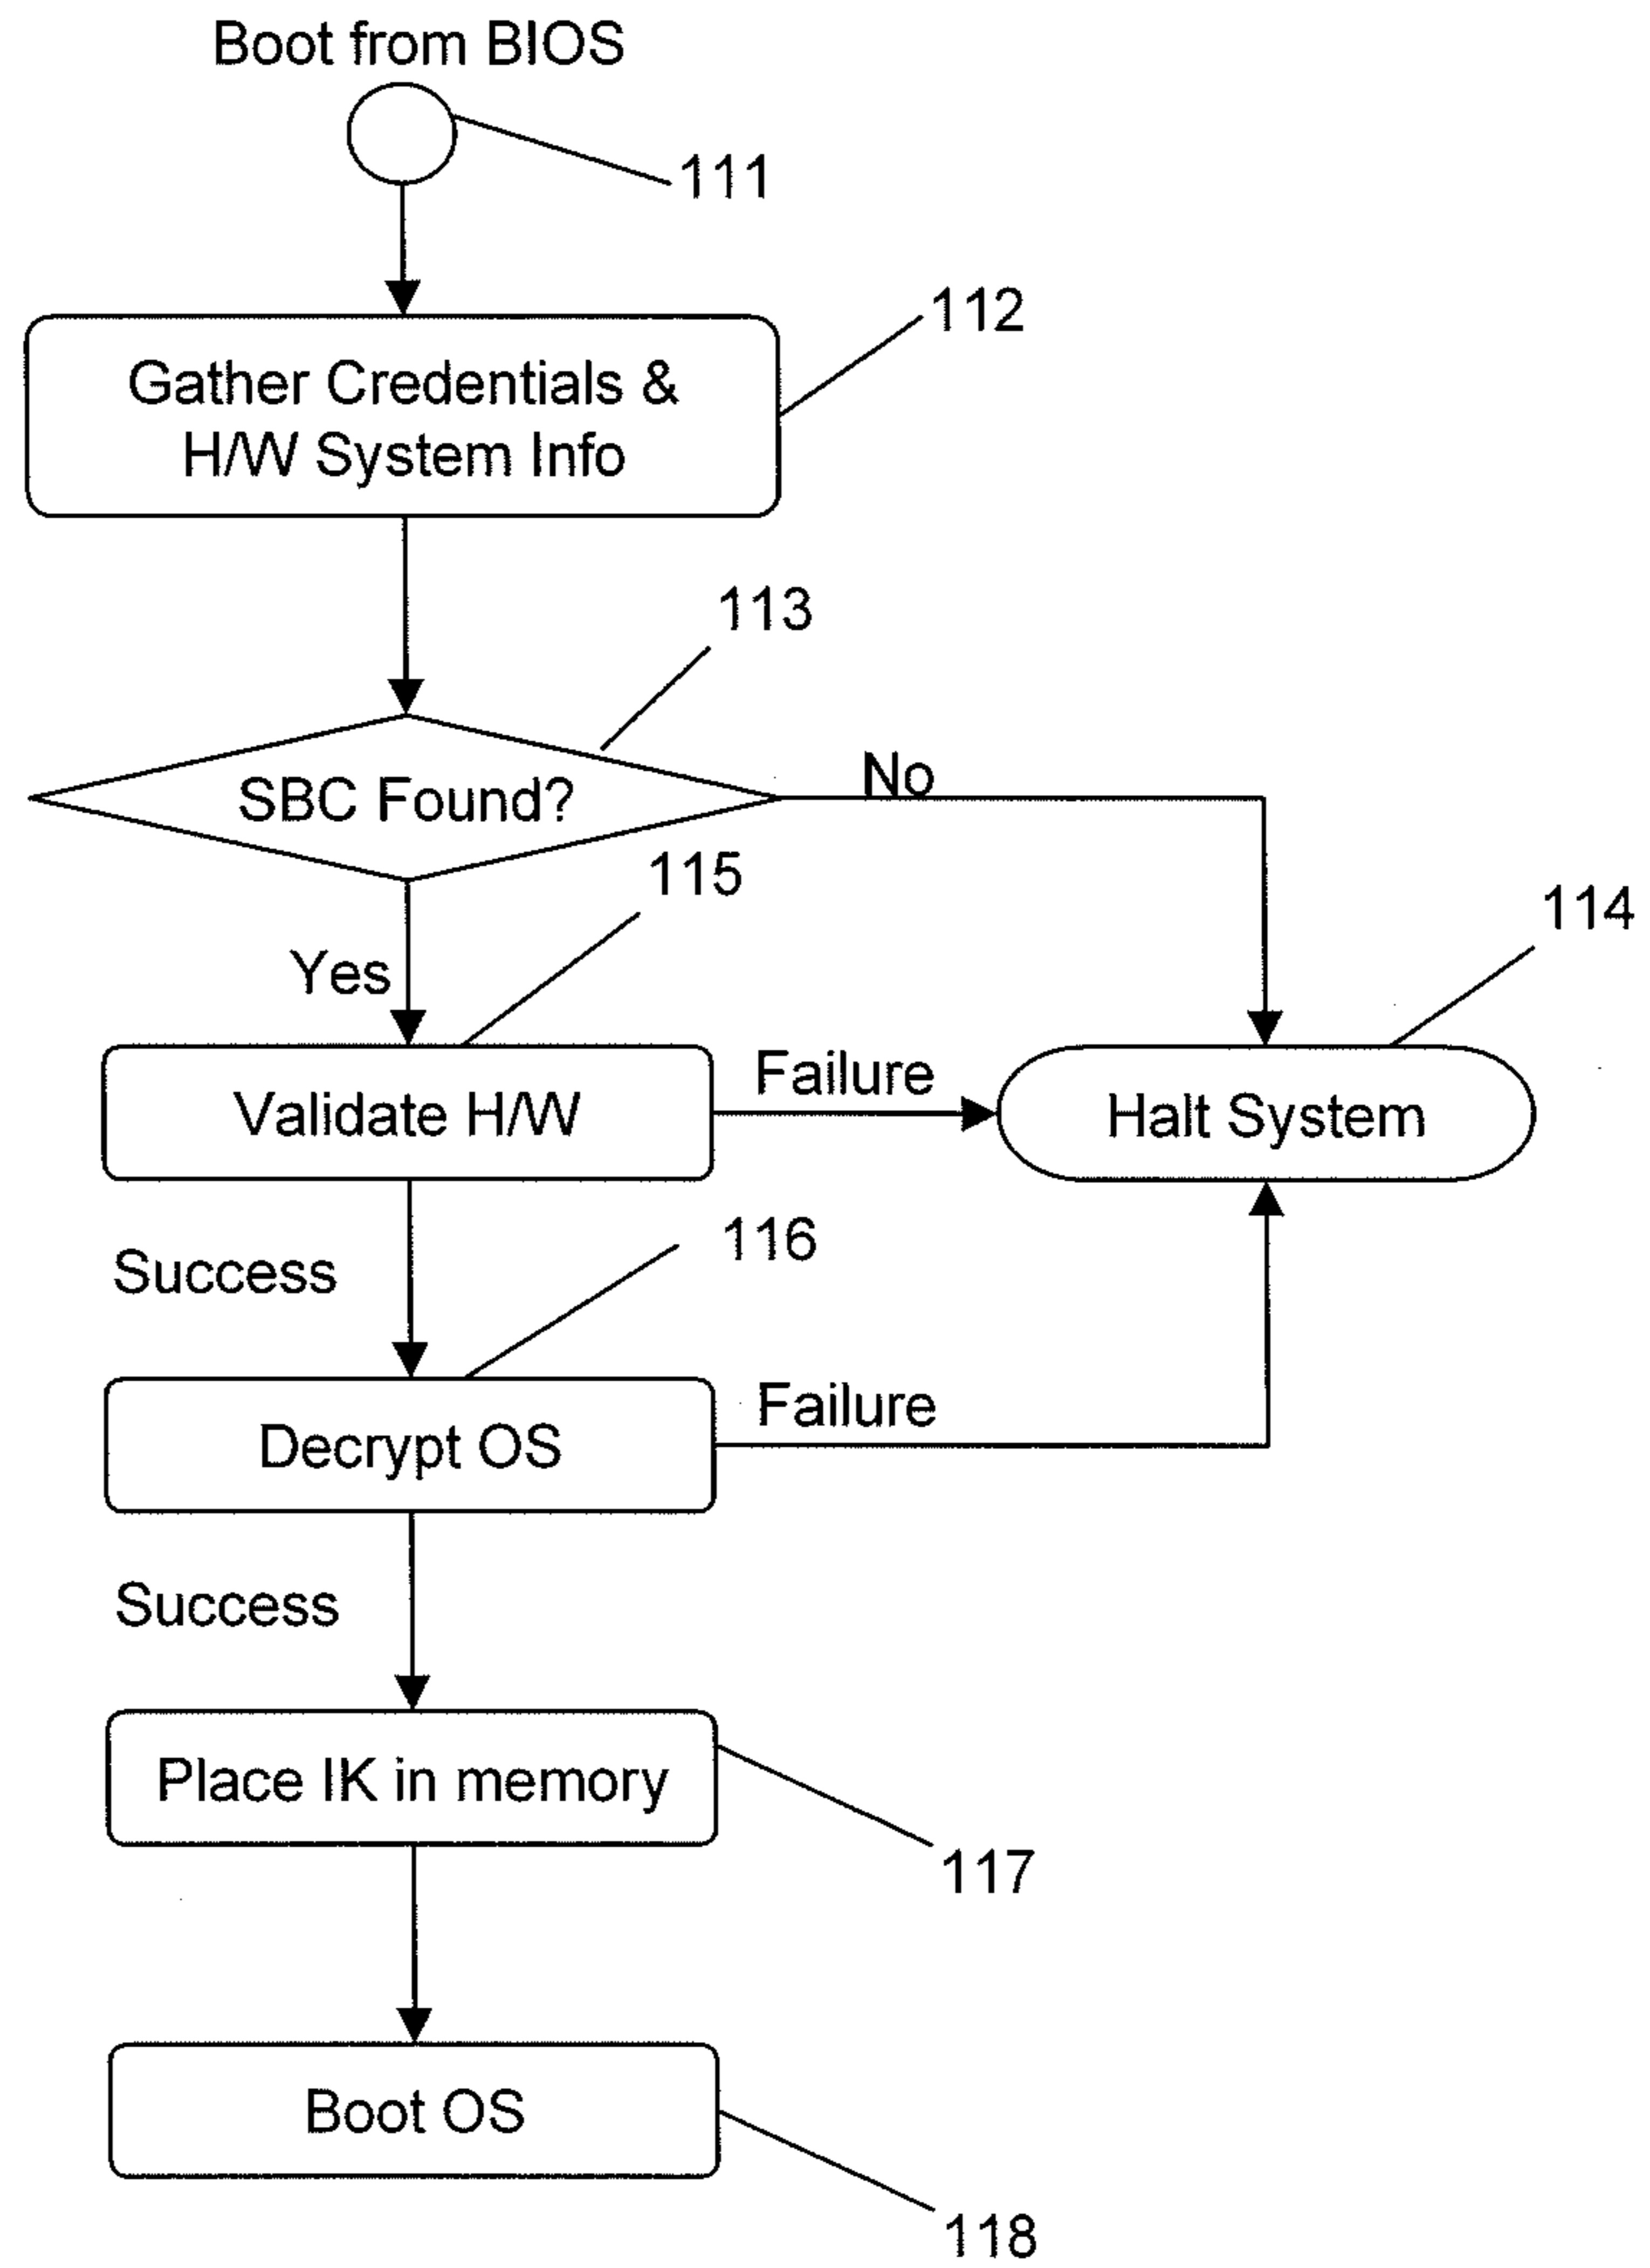 Boot from BIOS
111
112
Gather Credentials &
H/W System Info
113
SBC Found?
No
115
114
Yes
Failure
Validate H/W
Halt System
116
Success
Failure
Decrypt OS
Success
Place IK in memory
117
Boot OS
118